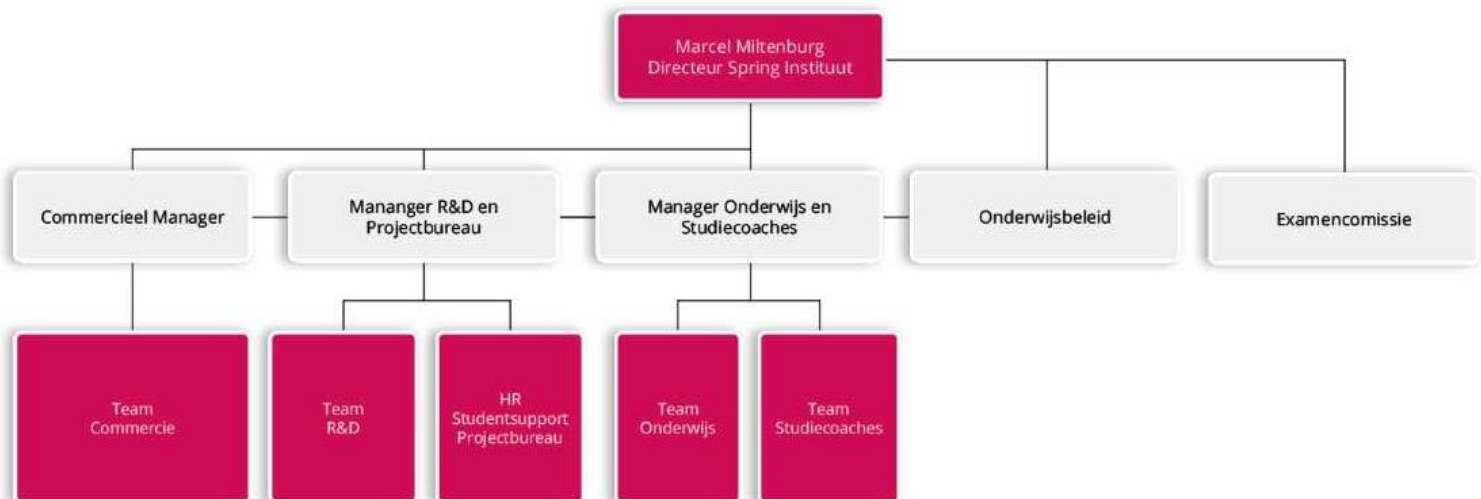 Marcel Miltenburg
Directeur Spring Instituut
Commercieel Manager
Mananger R&D en
Projectbureau
Manager Onderwijs en
Studiecoaches
Onderwijsbeleid
Examencomissie
Team
Commercie
Team
R&D
HR
Studentsupport
Projectbureau
Team
Onderwijs
Team
Studiecoaches